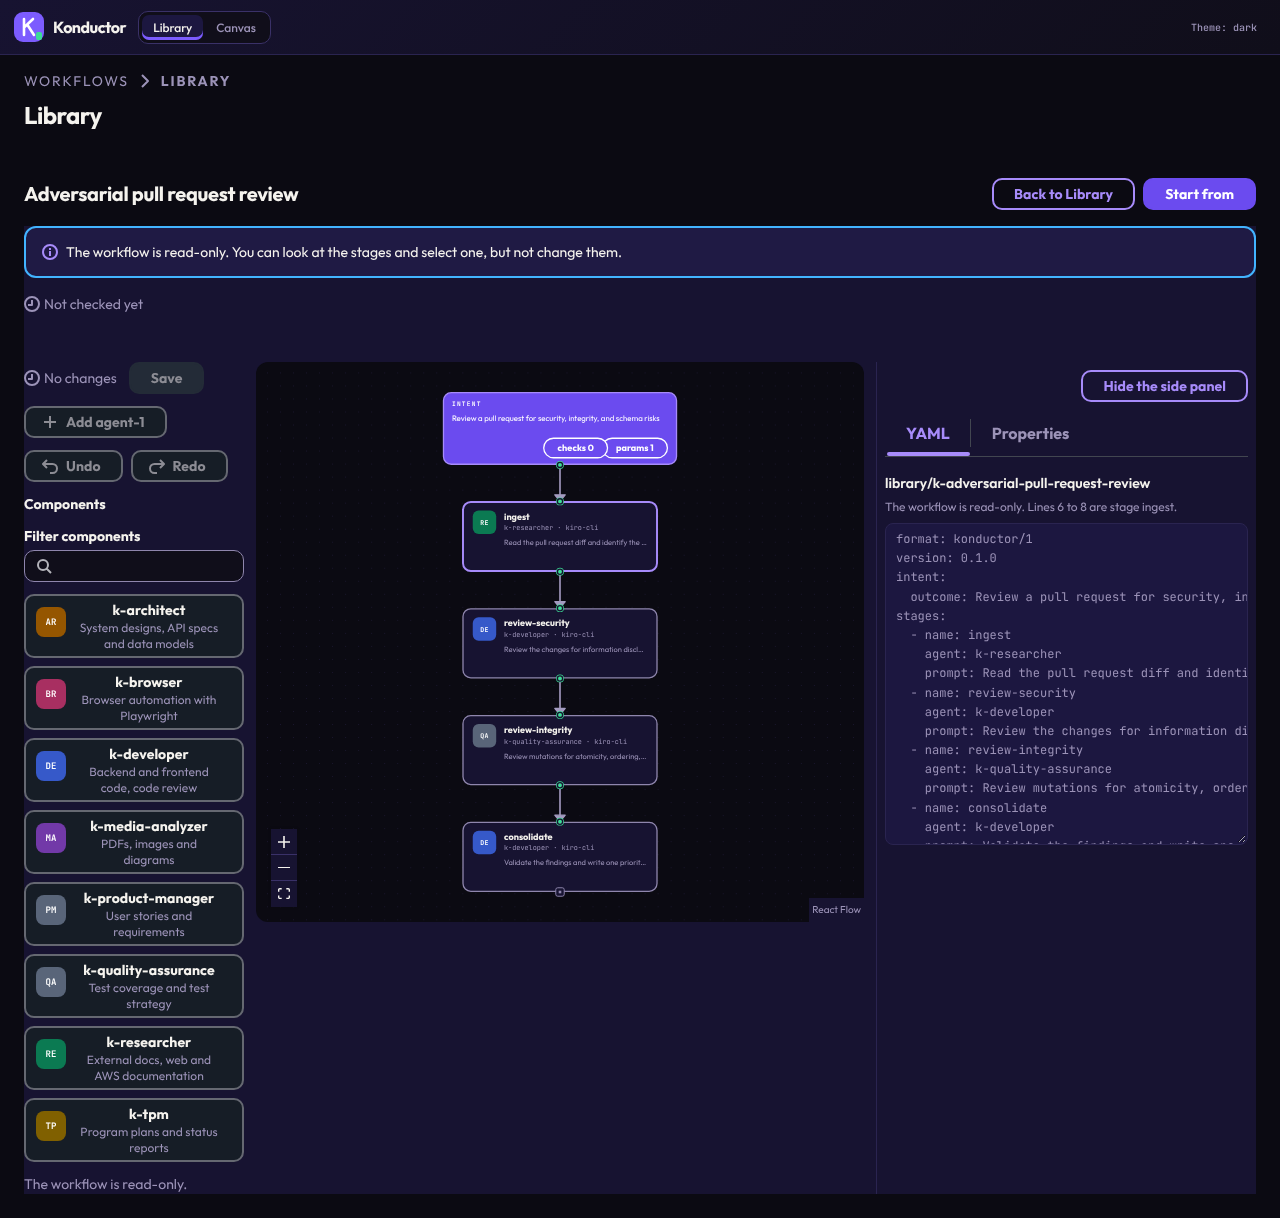 Konductor
Library
Canvas
Theme: dark
WORKFLOWS
LIBRARY
Library
Adversarial pull request review
Back to Library
Start from
The workflow is read-only. You can look at the stages and select one, but not change them.
Not checked yet
No changes
Save
Add agent-1
Undo
Redo
Components
Filter components
AR
k-architect
System designs, API specs
and data models
BR
k-browser
Browser automation with
Playwright
DE
k-developer
Backend and frontend
code, code review
MA
k-media-analyzer
PDFs, images and
diagrams
PM
k-product-manager
User stories and
requirements
QA
k-quality-assurance
Test coverage and test
strategy
RE
k-researcher
External docs, web and
AWS documentation
TP
k-tpm
Program plans and status
reports
The workflow is read-only.
INTENT
Review a pull request for security, integrity, and schema risks
checks 0
params 1
RE
ingest
k-researcher · kiro-cli
Read the pull request diff and identify the ...
DE
review-security
k-developer · kiro-cli
Review the changes for information discl...
QA
review-integrity
k-quality-assurance · kiro-cli
Review mutations for atomicity, ordering,...
DE
consolidate
k-developer · kiro-cli
Validate the findings and write one priorit...
React Flow
Hide the side panel
YAML
Properties
library/k-adversarial-pull-request-review
The workflow is read-only. Lines 6 to 8 are stage ingest.
format: konductor/1
version: 0.1.0
intent:
outcome: Review a pull request for security, in
stages:
- name: ingest
agent: k-researcher
prompt: Read the pull request diff and identi
- name: review-security
agent: k-developer
prompt: Review the changes for information di
- name: review-integrity
agent: k-quality-assurance
prompt: Review mutations for atomicity, order
- name: consolidate
agent: k-developer
prompt: Validate the findings and write one